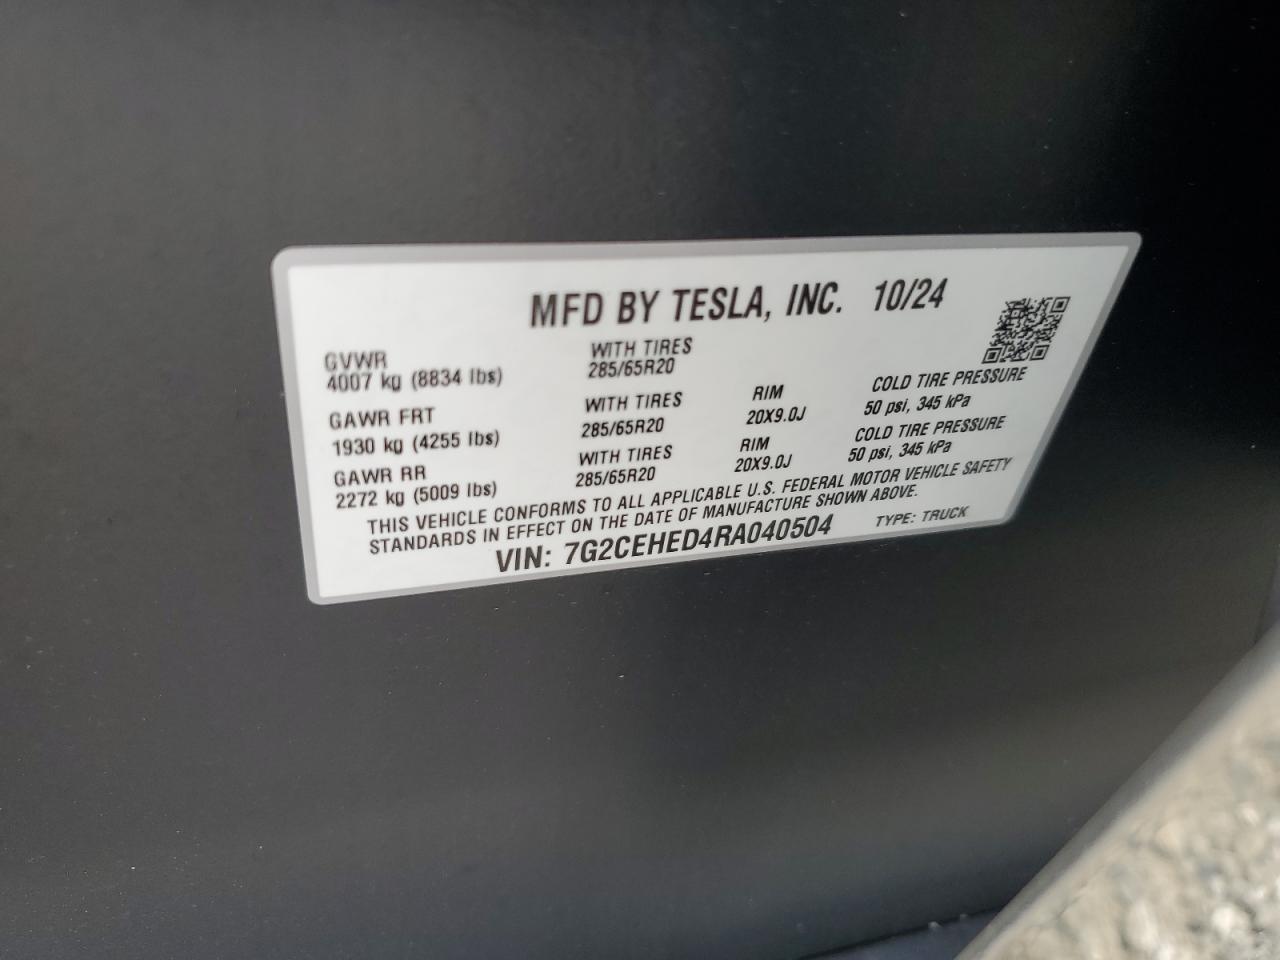 MFD BY TESLA, INC. 10/24
GVWR WITH TIRES
4007 kg (8834 lbs) 285/65R20
GAWR FRT WITH TIRES RIM COLD TIRE PRESSURE
1930 kg (4255 lbs) 285/65R20 20X9.0J 50 psi, 345 kPa
GAWR RR WITH TIRES RIM COLD TIRE PRESSURE
2272 kg (5009 lbs) 285/65R20 20X9.0J 50 psi, 345 kPa
THIS VEHICLE CONFORMS TO ALL APPLICABLE U.S. FEDERAL MOTOR VEHICLE SAFETY
STANDARDS IN EFFECT ON THE DATE OF MANUFACTURE SHOWN ABOVE.
VIN: 7G2CEHED4RA040504 TYPE: TRUCK